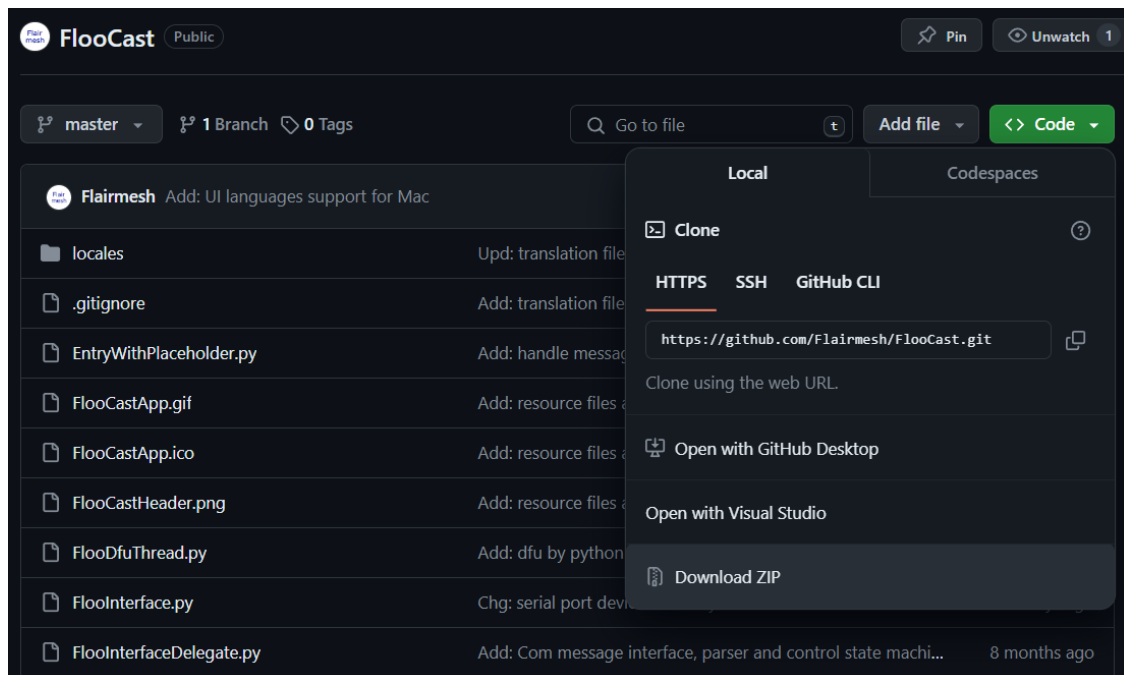 Flair mesh FlooCast Public Pin Unwatch 1
master 1 Branch 0 Tags Go to file t Add file Code
Local Codespaces
Flairmesh Add: UI languages support for Mac
Clone
locales Upd: translation file
HTTPS SSH GitHub CLI
.gitignore Add: translation file
https://github.com/Flairmesh/FlooCast.git
EntryWithPlaceholder.py Add: handle messag
Clone using the web URL.
FlooCastApp.gif Add: resource files a
Open with GitHub Desktop
FlooCastApp.ico Add: resource files a
FlooCastHeader.png Add: resource files a
Open with Visual Studio
FlooDfuThread.py Add: dfu by python
Download ZIP
FlooInterface.py Chg: serial port devi
FlooInterfaceDelegate.py Add: Com message interface, parser and control state machi... 8 months ago